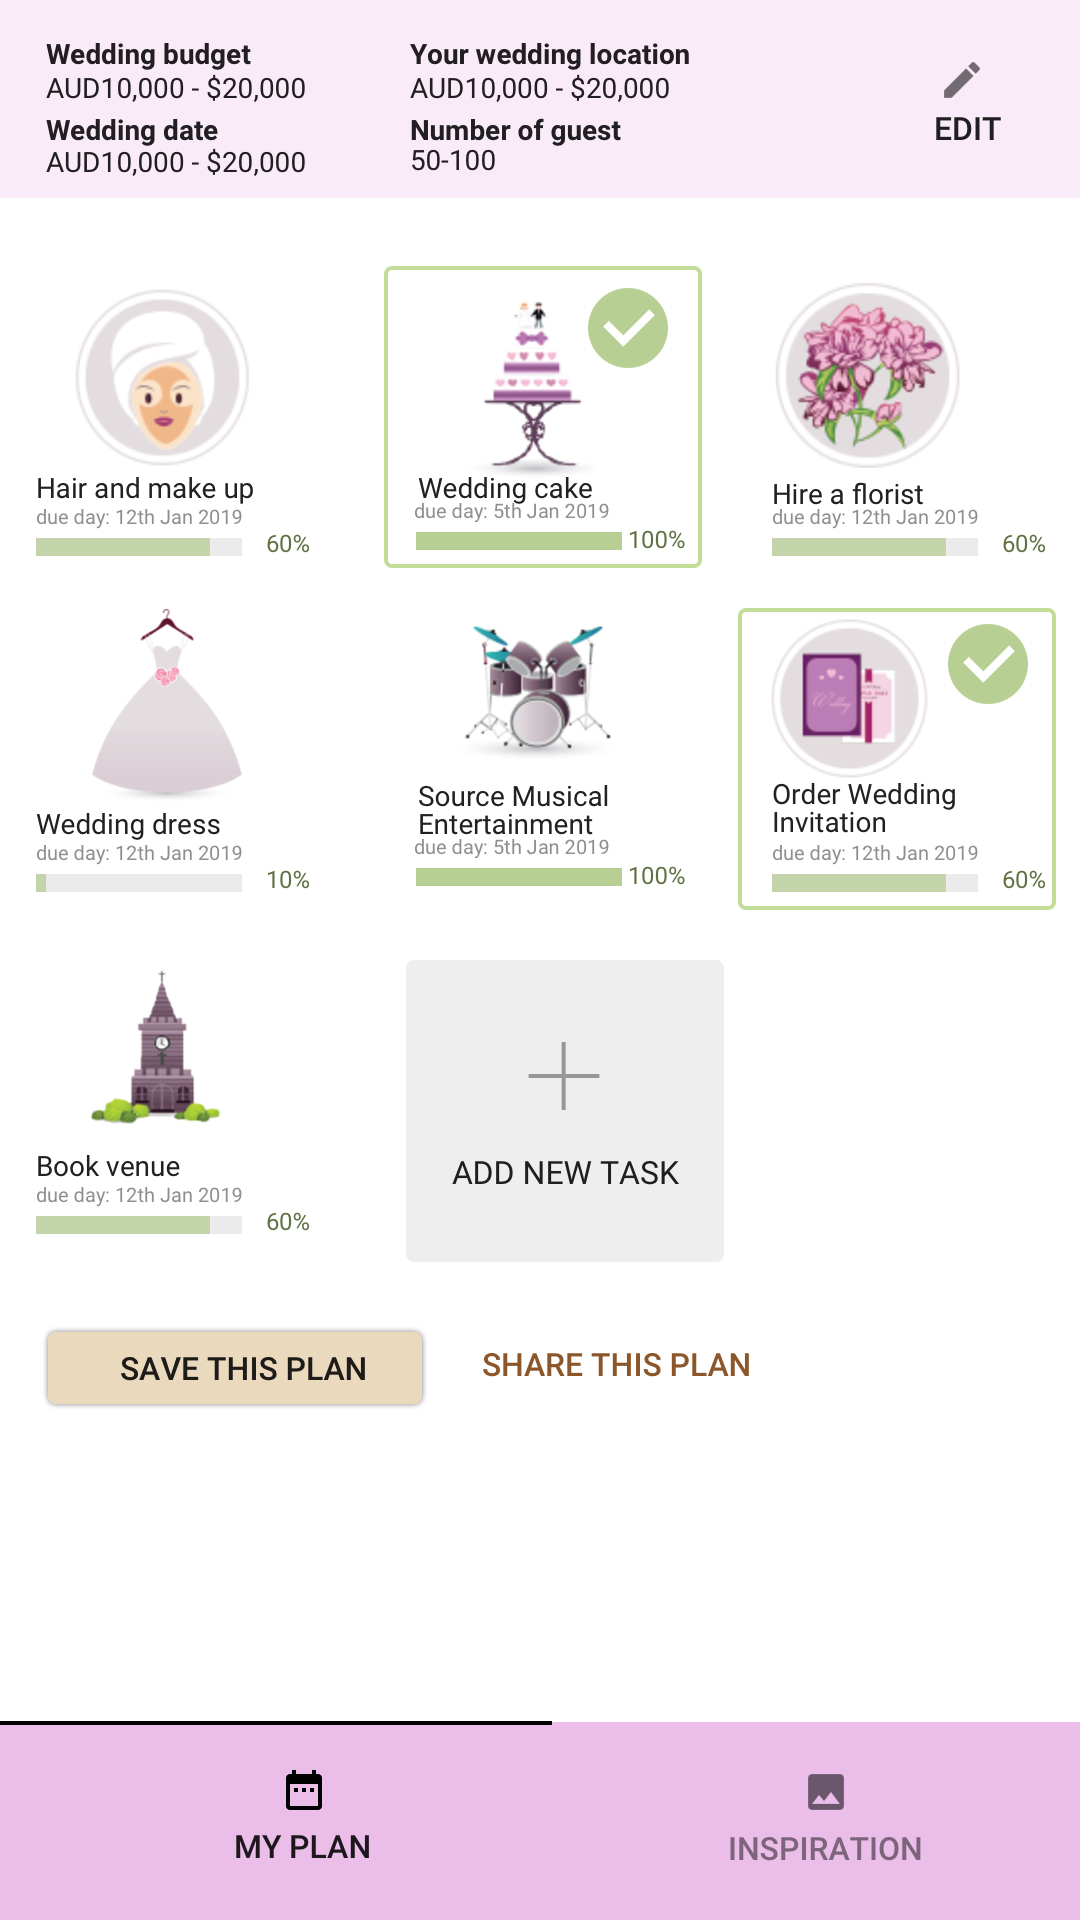 Wedding budget
AUD10,000 - $20,000
Wedding date
AUD10,000 - $20,000
Your wedding location
AUD10,000 - $20,000
Number of guest
50-100
EDIT
Hair and make up
due day: 12th Jan 2019
60%
Wedding cake
due day: 5th Jan 2019
100%
Hire a florist
due day: 12th Jan 2019
60%
Wedding dress
due day: 12th Jan 2019
10%
Source Musical
Entertainment
due day: 5th Jan 2019
100%
Wedding
Order Wedding
Invitation
due day: 12th Jan 2019
60%
Book venue
due day: 12th Jan 2019
60%
ADD NEW TASK
SAVE THIS PLAN
SHARE THIS PLAN
MY PLAN
INSPIRATION